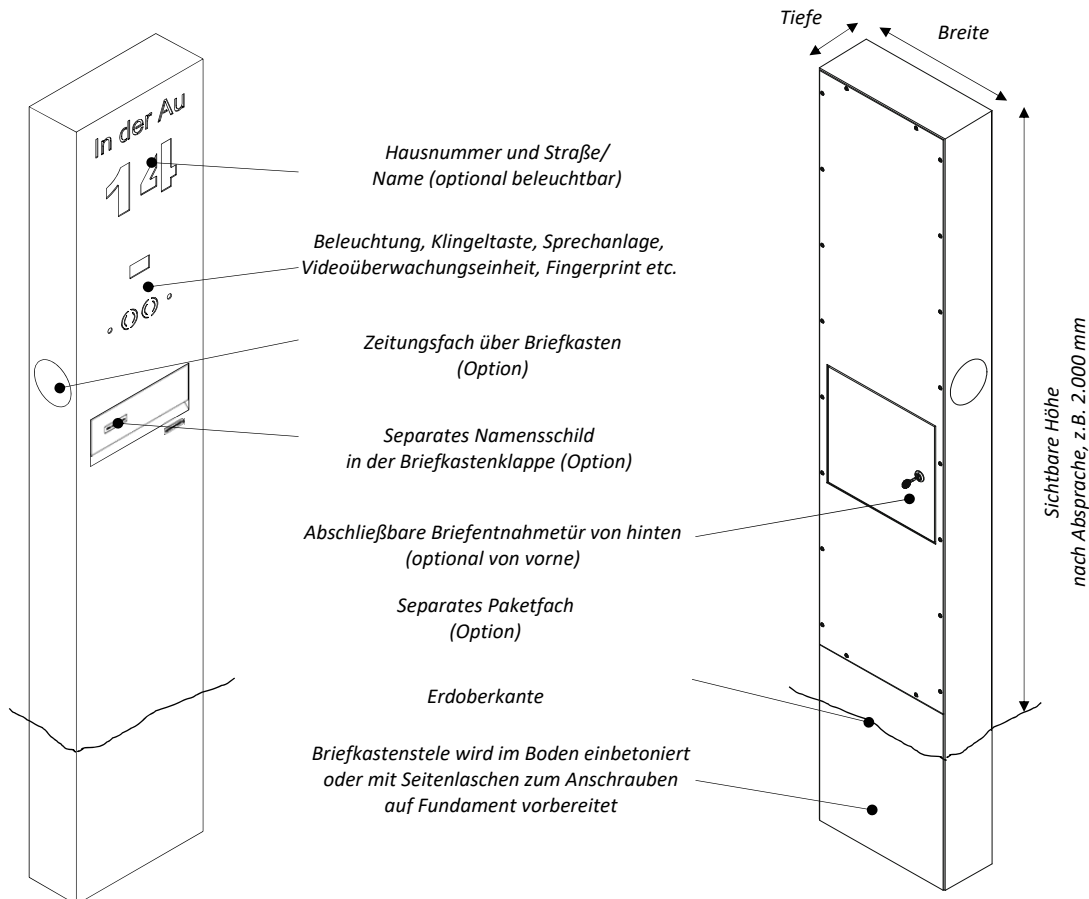 Tiefe
Breite
In der Au
14
Hausnummer und Straße/
Name (optional beleuchtbar)
Beleuchtung, Klingeltaste, Sprechanlage,
Videoüberwachungseinheit, Fingerprint etc.
Zeitungsfach über Briefkasten
(Option)
Separates Namensschild
in der Briefkastenklappe (Option)
Abschließbare Briefentnahmetür von hinten
(optional von vorne)
Separates Paketfach
(Option)
Erdoberkante
Briefkastenstele wird im Boden einbetoniert
oder mit Seitenlaschen zum Anschrauben
auf Fundament vorbereitet
Sichtbare Höhe
nach Absprache, z.B. 2.000 mm